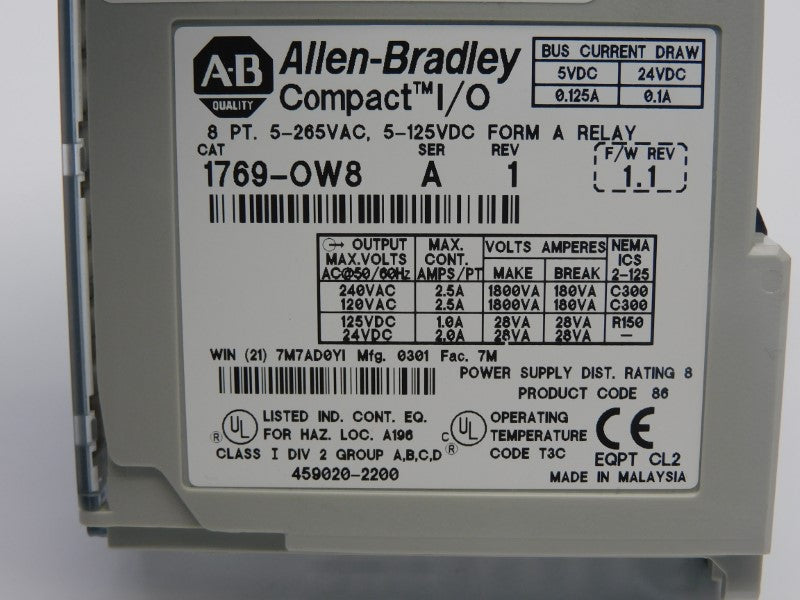 A-B
QUALITY
Allen-Bradley
Compact™ I/O
BUS CURRENT DRAW
5VDC 24VDC
0.125A 0.1A
8 PT. 5-265VAC, 5-125VDC FORM A RELAY
CAT SER REV
1769-OW8 A 1
F/W REV
1.1
OUTPUT MAX. VOLTS AMPERES NEMA
MAX.VOLTS CONT. ICS
AC@50/60Hz AMPS/PT MAKE BREAK 2-125
240VAC 2.5A 1800VA 180VA C300
120VAC 2.5A 1800VA 180VA C300
125VDC 1.0A 28VA 28VA R150
24VDC 2.0A 28VA 28VA —
WIN (21) 7M7AD0YI Mfg. 0301 Fac. 7M
POWER SUPPLY DIST. RATING 8
PRODUCT CODE 86
UL ® LISTED IND. CONT. EQ.
FOR HAZ. LOC. A196
CLASS I DIV 2 GROUP A,B,C,D
459020-2200
C UL ® OPERATING
TEMPERATURE
CODE T3C
CE
EQPT CL2
MADE IN MALAYSIA